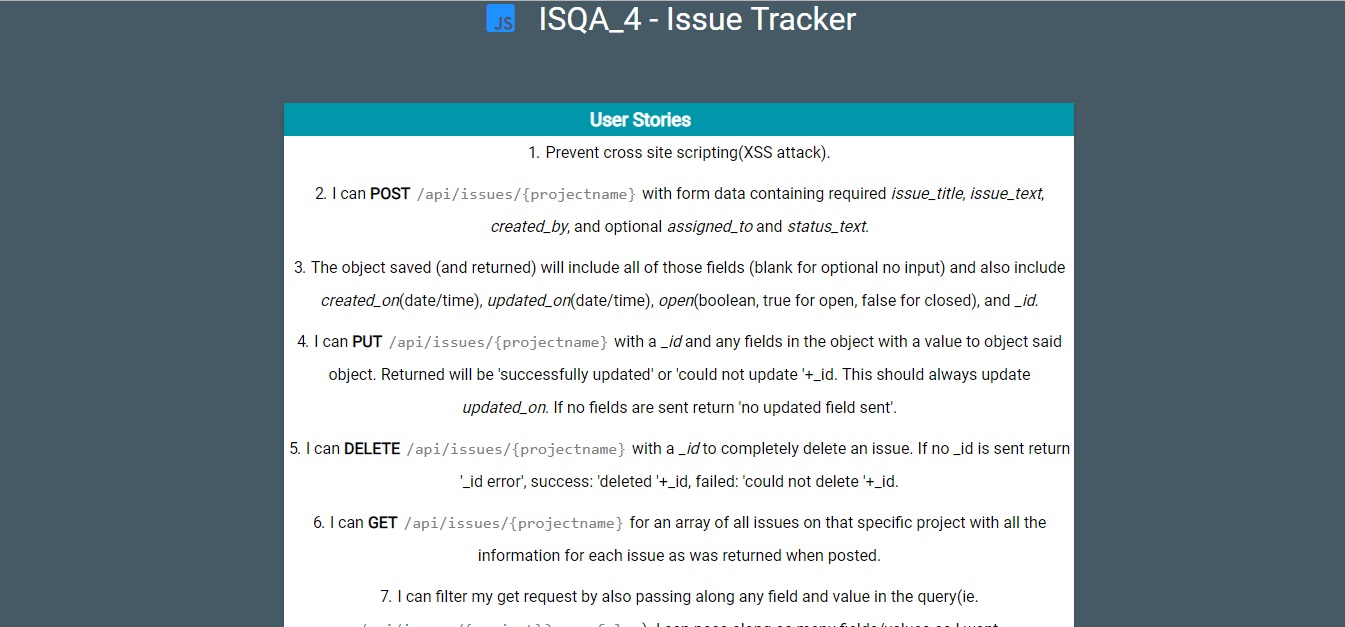 JS ISQA_4 - Issue Tracker
User Stories
1. Prevent cross site scripting(XSS attack).
2. I can POST /api/issues/{projectname} with form data containing required issue_title, issue_text,
created_by, and optional assigned_to and status_text.
3. The object saved (and returned) will include all of those fields (blank for optional no input) and also include
created_on(date/time), updated_on(date/time), open(boolean, true for open, false for closed), and _id.
4. I can PUT /api/issues/{projectname} with a _id and any fields in the object with a value to object said
object. Returned will be 'successfully updated' or 'could not update '+_id. This should always update
updated_on. If no fields are sent return 'no updated field sent'.
5. I can DELETE /api/issues/{projectname} with a _id to completely delete an issue. If no _id is sent return
'_id error', success: 'deleted '+_id, failed: 'could not delete '+_id.
6. I can GET /api/issues/{projectname} for an array of all issues on that specific project with all the
information for each issue as was returned when posted.
7. I can filter my get request by also passing along any field and value in the query(ie.
I can pass along as many fields/values as I want